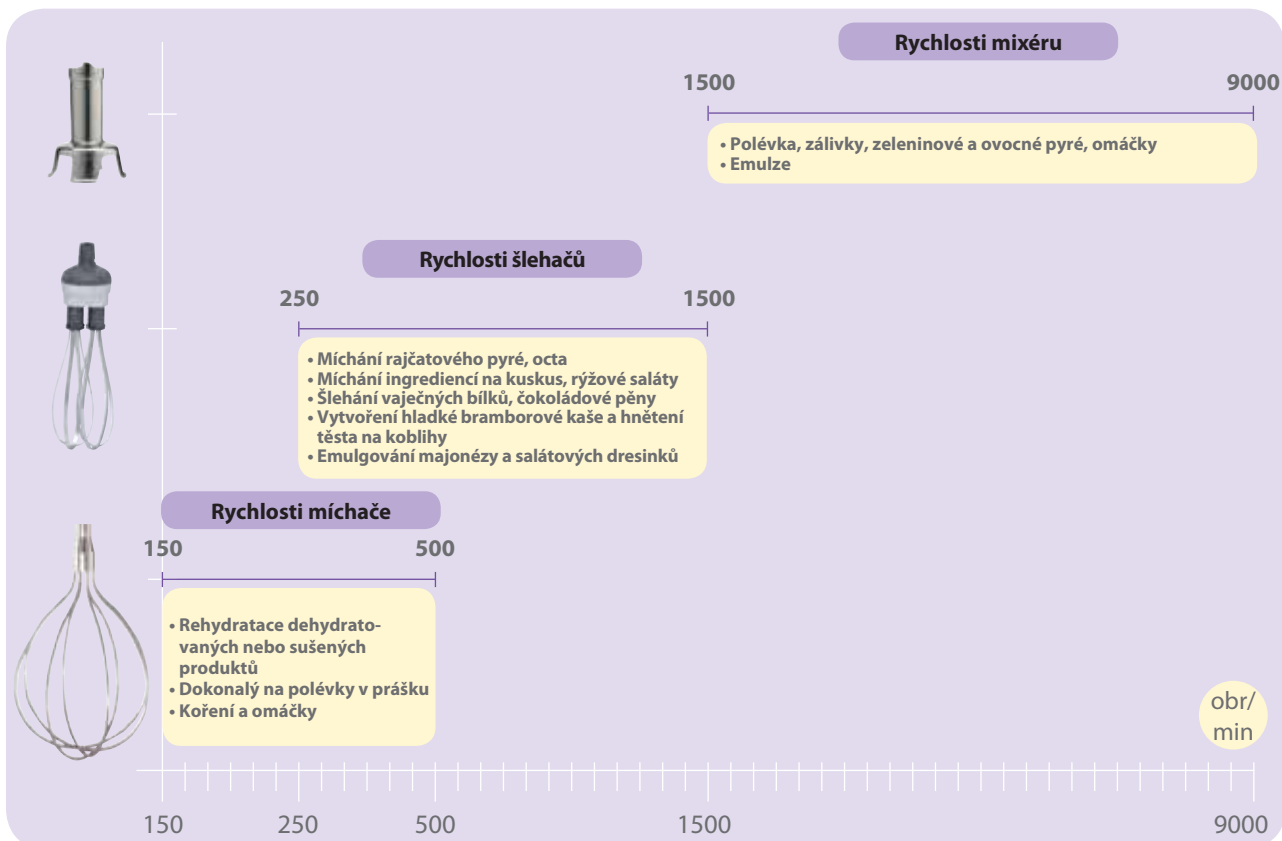 Rychlosti mixéru
1500 9000
• Polévka, zálivky, zeleninové a ovocné pyré, omáčky
• Emulze
Rychlosti šlehačů
250 1500
• Míchání rajčatového pyré, octa
• Míchání ingrediencí na kuskus, rýžové saláty
• Šlehání vaječných bílků, čokoládové pěny
• Vytvoření hladké bramborové kaše a hnětení
těsta na koblihy
• Emulgování majonézy a salátových dresinků
Rychlosti míchače
150 500
• Rehydratace dehydrato-
vaných nebo sušených
produktů
• Dokonalý na polévky v prášku
• Koření a omáčky
obr/
min
150 250 500 1500 9000